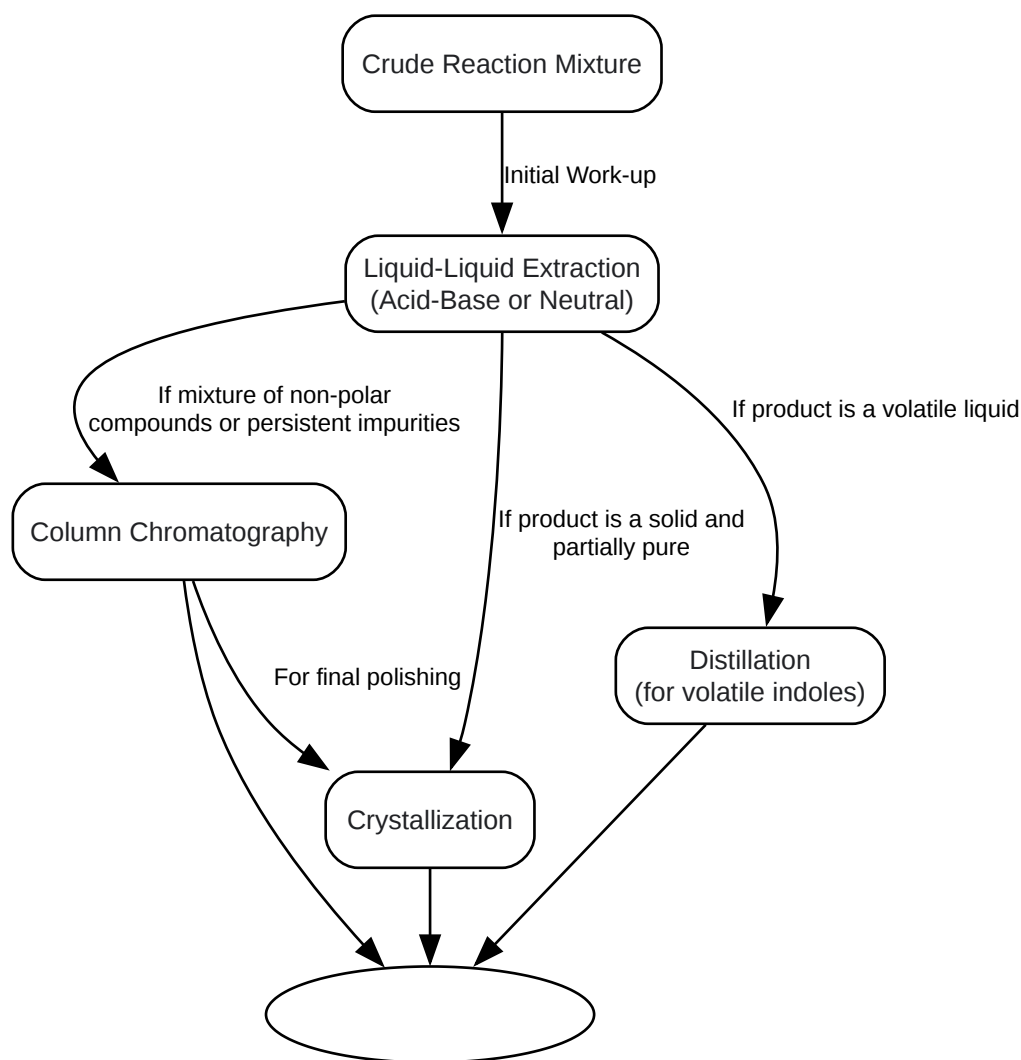 Crude Reaction Mixture
Initial Work-up
Liquid-Liquid Extraction
(Acid-Base or Neutral)
If mixture of non-polar
compounds or persistent impurities
If product is a volatile liquid
Column Chromatography
If product is a solid and
partially pure
Distillation
(for volatile indoles)
For final polishing
Crystallization